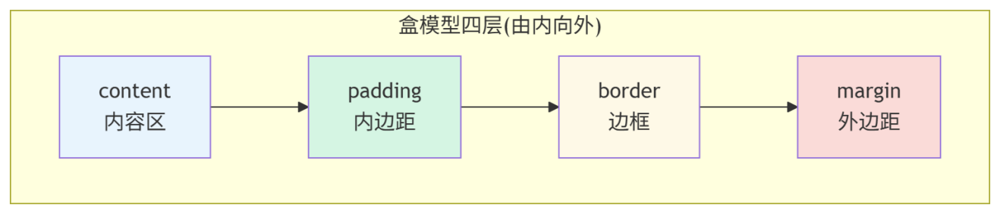 盒模型四层(由内向外)
content
内容区
padding
内边距
border
边框
margin
外边距